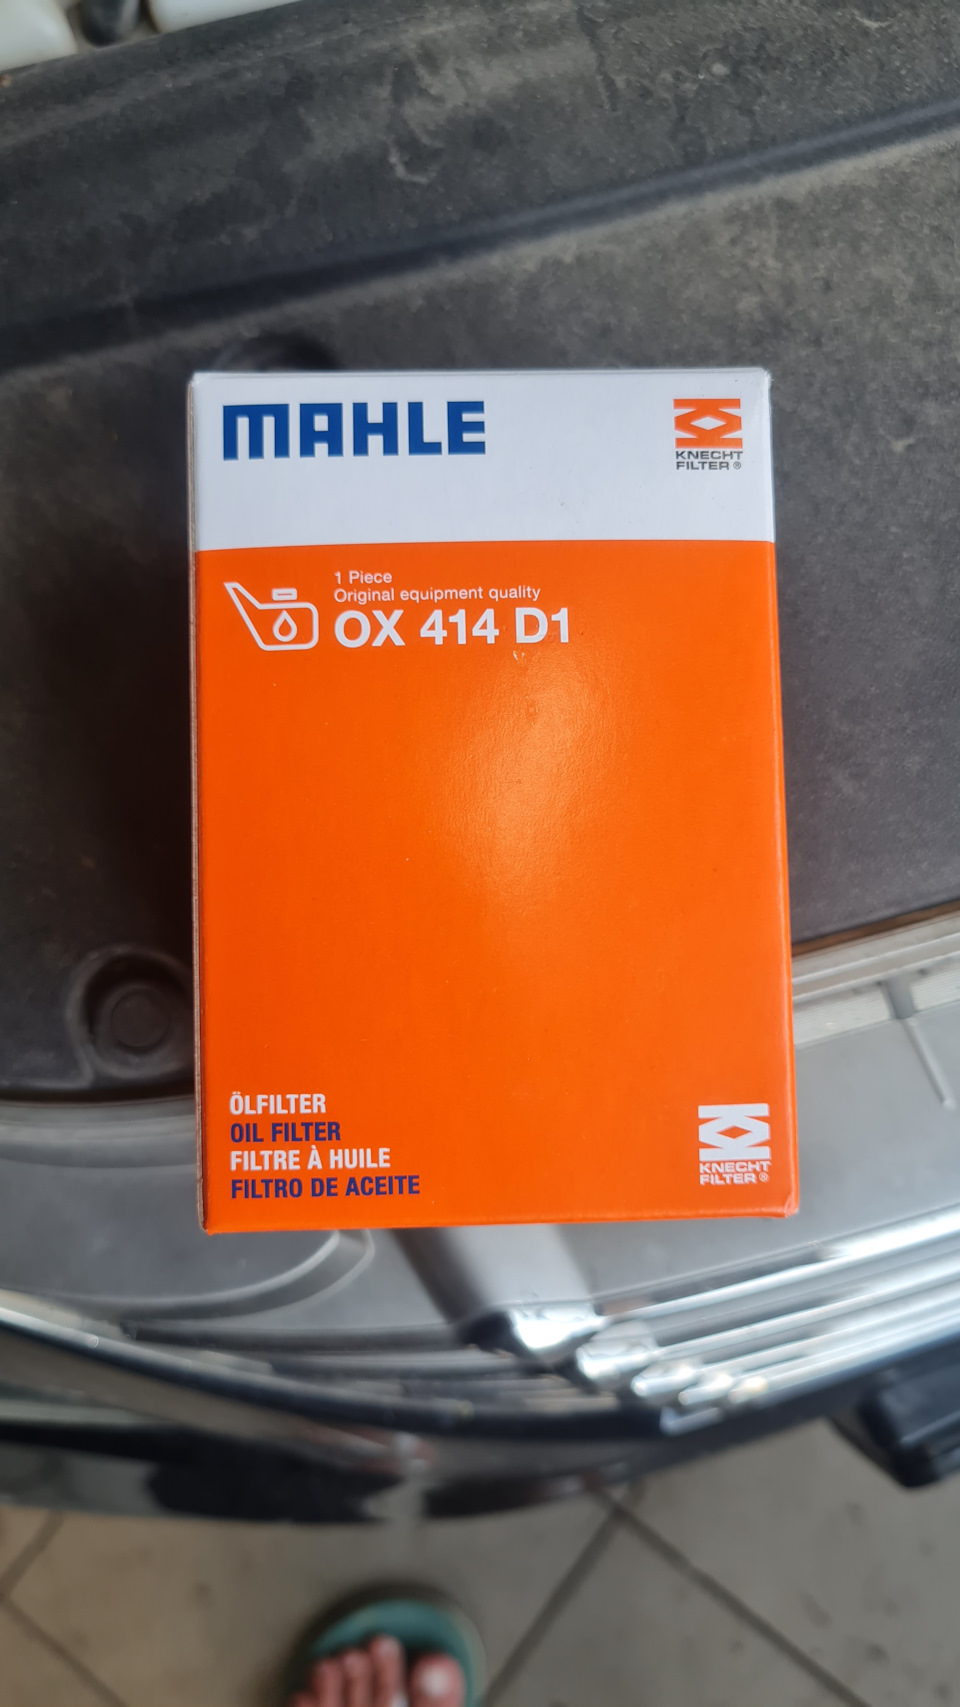 MAHLE
KNECHT
FILTER®
1 Piece
Original equipment quality
OX 414 D1
ÖLFILTER
OIL FILTER
FILTRE À HUILE
FILTRO DE ACEITE
KNECHT
FILTER®